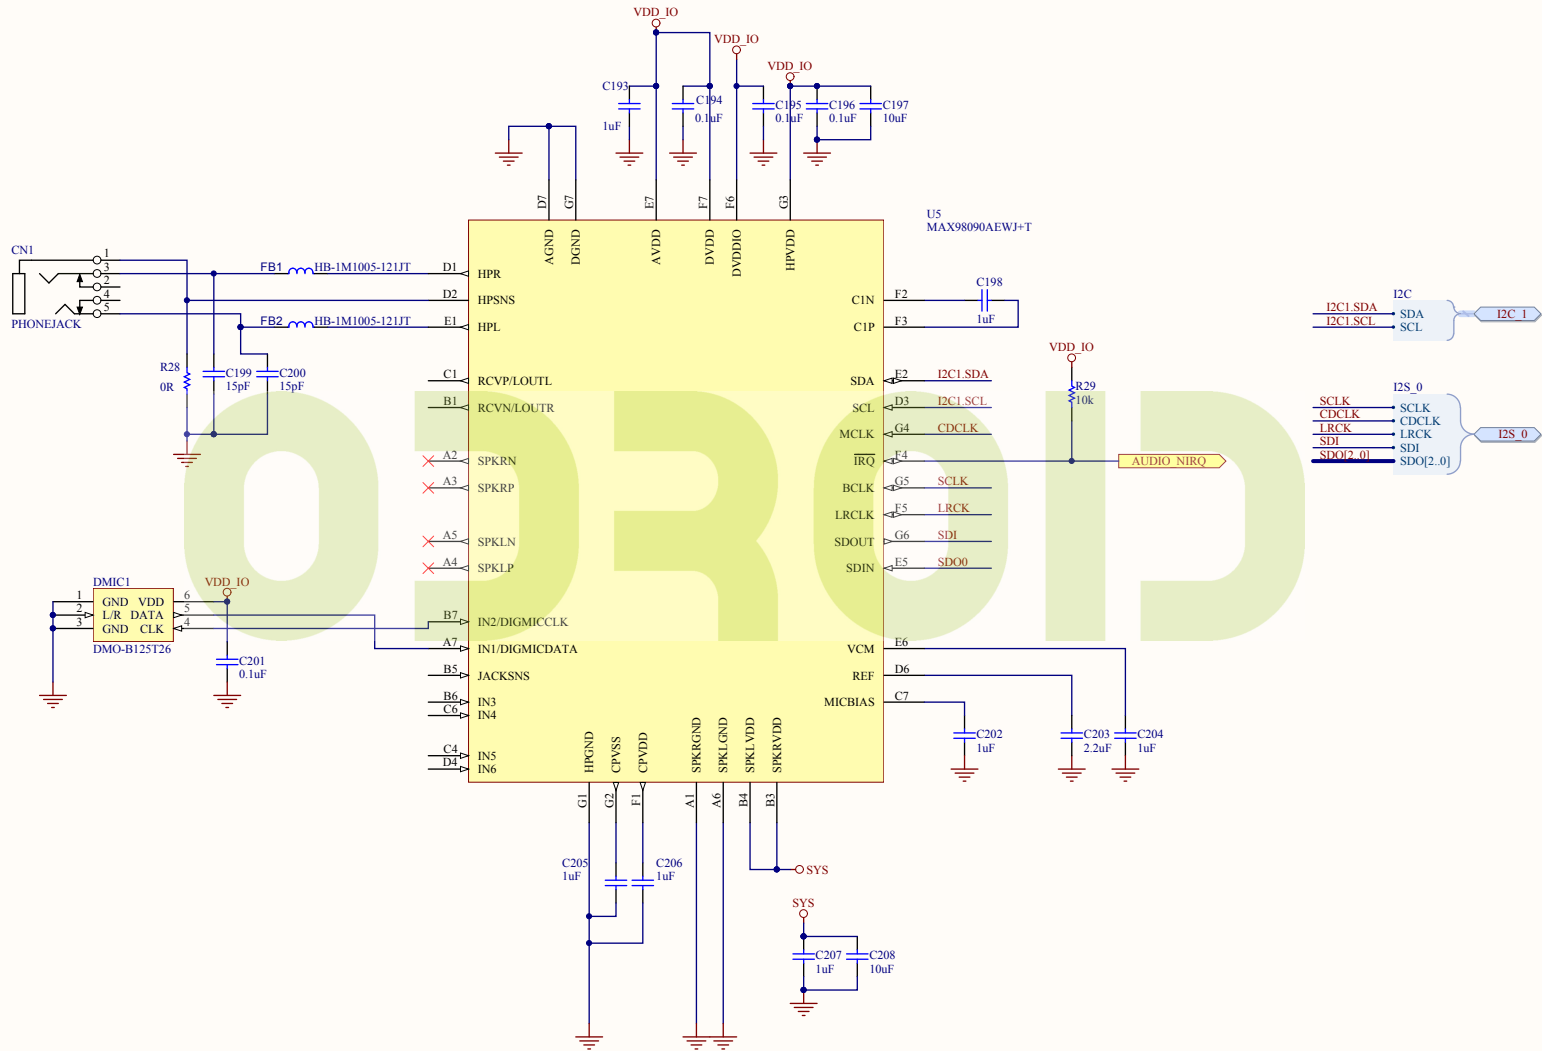 VDD_IO
VDD_IO
VDD_IO
C193
1uF
C194
0.1uF
C195
0.1uF
C196
0.1uF
C197
10uF
D7
G7
E7
F7
F6
G3
U5
MAX98090AEWJ+T
AGND
DGND
AVDD
DVDD
DVDDIO
HPVDD
CN1
1
3
2
4
5
PHONEJACK
FB1 HB-1M1005-121JT
FB2 HB-1M1005-121JT
R28
0R
C199
15pF
C200
15pF
D1 HPR
D2 HPSNS
E1 HPL
C1 RCVP/LOUTL
B1 RCVN/LOUTR
A2 SPKRN
A3 SPKRP
A5 SPKLN
A4 SPKLP
B7 IN2/DIGMICCLK
A7 IN1/DIGMICDATA
B5 JACKSNS
B6 IN3
C6 IN4
C4 IN5
D4 IN6
C1N F2
C1P F3
C198
1uF
SDA E2 I2C1.SDA
SCL D3 I2C1.SCL
MCLK G4 CDCLK
IRQ F4
BCLK G5 SCLK
LRCLK F5 LRCK
SDOUT G6 SDI
SDIN E5 SDO0
VDD_IO
R29
10k
AUDIO_NIRQ
VCM E6
REF D6
MICBIAS C7
C202
1uF
C203
2.2uF
C204
1uF
I2C
I2C1.SDA SDA
I2C1.SCL SCL
I2C_1
I2S_0
SCLK SCLK
CDCLK CDCLK
LRCK LRCK
SDI SDI
SDO[2..0] SDO[2..0]
I2S_0
ODROID
DMIC1
1 GND VDD 6
2 L/R DATA 5
3 GND CLK 4
DMO-B125T26
VDD_IO
C201
0.1uF
HPGND
CPVSS
CPVDD
SPKRGND
SPKLGND
SPKLVDD
SPKRVDD
G1
G2
F1
A1
A6
B4
B3
C205
1uF
C206
1uF
SYS
SYS
C207
1uF
C208
10uF